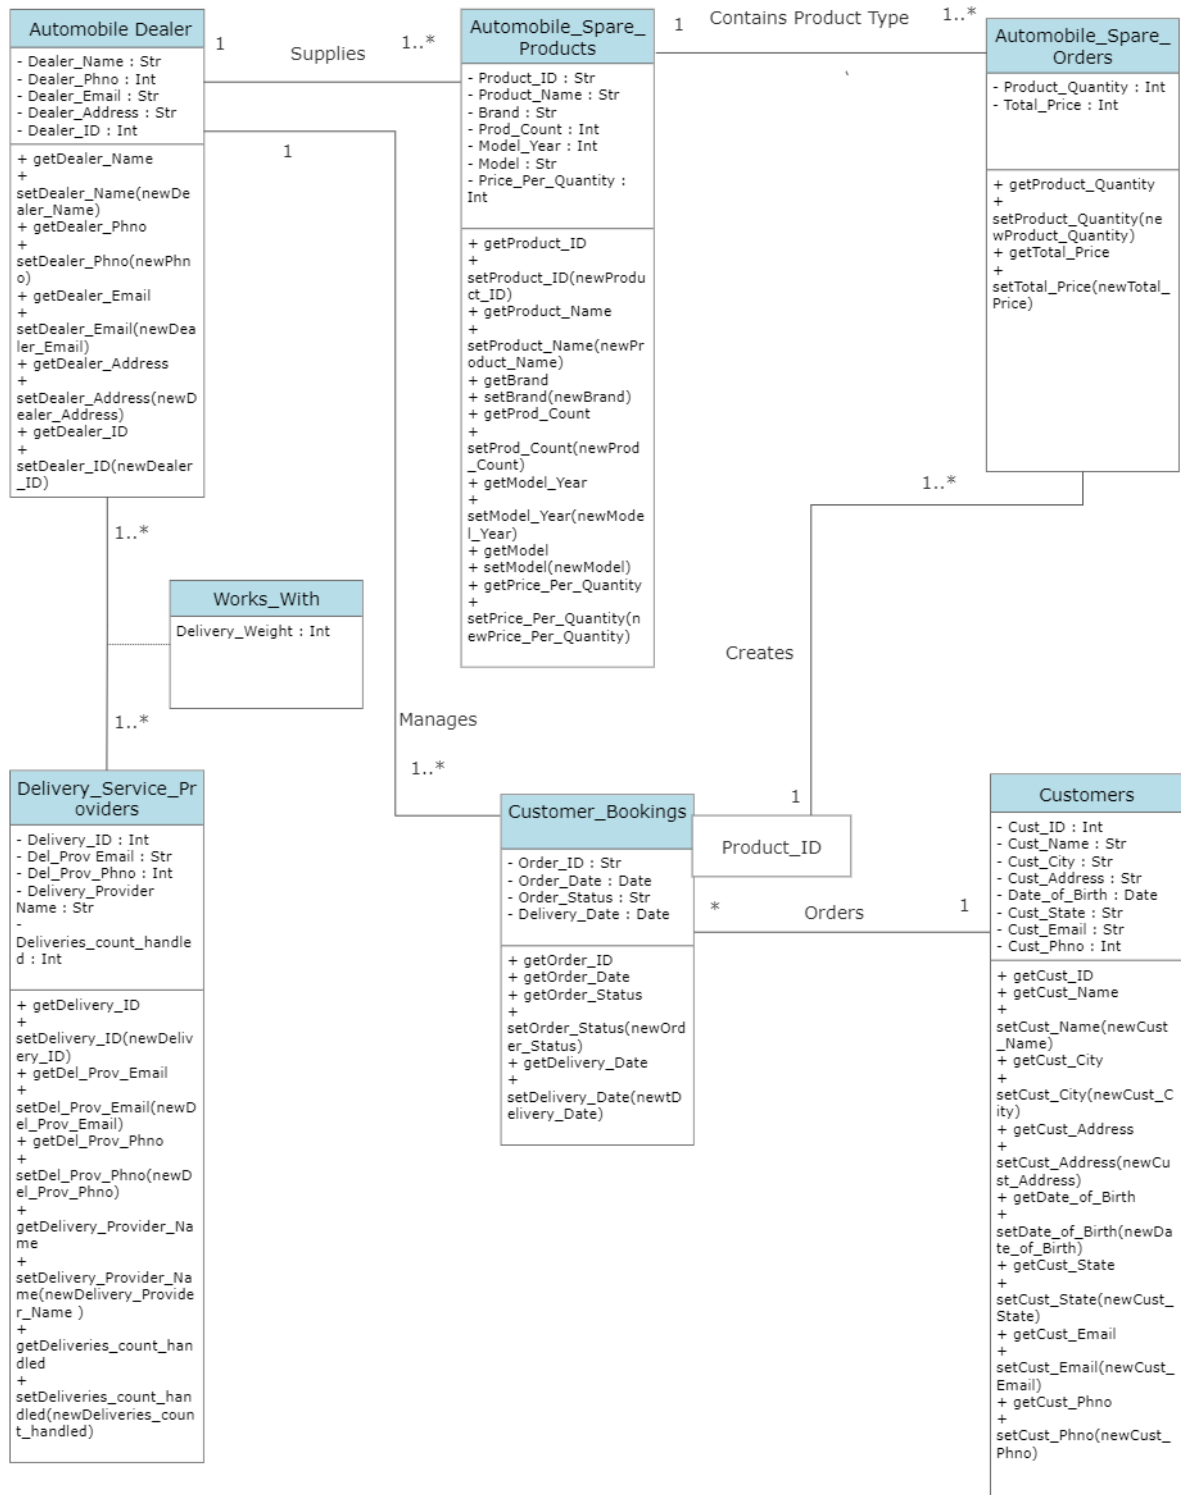 Automobile Dealer
- Dealer_Name : Str
- Dealer_Phno : Int
- Dealer_Email : Str
- Dealer_Address : Str
- Dealer_ID : Int
+ getDealer_Name
+
setDealer_Name(newDe
aler_Name)
+ getDealer_Phno
+
setDealer_Phno(newPhn
o)
+ getDealer_Email
+
setDealer_Email(newDea
ler_Email)
+ getDealer_Address
+
setDealer_Address(newD
ealer_Address)
+ getDealer_ID
+
setDealer_ID(newDealer
_ID)
1
Supplies
1..*
Automobile_Spare_
Products
- Product_ID : Str
- Product_Name : Str
- Brand : Str
- Prod_Count : Int
- Model_Year : Int
- Model : Str
- Price_Per_Quantity :
Int
+ getProduct_ID
+
setProduct_ID(newProdu
ct_ID)
+ getProduct_Name
+
setProduct_Name(newPr
oduct_Name)
+ getBrand
+ setBrand(newBrand)
+ getProd_Count
+
setProd_Count(newProd
_Count)
+ getModel_Year
+
setModel_Year(newMode
l_Year)
+ getModel
+ setModel(newModel)
+ getPrice_Per_Quantity
+
setPrice_Per_Quantity(n
ewPrice_Per_Quantity)
1
Contains Product Type
1..*
Automobile_Spare_
Orders
- Product_Quantity : Int
- Total_Price : Int
+ getProduct_Quantity
+
setProduct_Quantity(ne
wProduct_Quantity)
+ getTotal_Price
+
setTotal_Price(newTotal_
Price)
1
Manages
1..*
1..*
Creates
1
1..*
Works_With
Delivery_Weight : Int
1..*
Delivery_Service_Pr
oviders
- Delivery_ID : Int
- Del_Prov Email : Str
- Del_Prov_Phno : Int
- Delivery_Provider
Name : Str
-
Deliveries_count_handle
d : Int
+ getDelivery_ID
+
setDelivery_ID(newDeliv
ery_ID)
+ getDel_Prov_Email
+
setDel_Prov_Email(newD
el_Prov_Email)
+ getDel_Prov_Phno
+
setDel_Prov_Phno(newD
el_Prov_Phno)
+
getDelivery_Provider_Na
me
+
setDelivery_Provider_Na
me(newDelivery_Provide
r_Name )
+
getDeliveries_count_han
dled
+
setDeliveries_count_han
dled(newDeliveries_coun
t_handled)
Customer_Bookings
- Order_ID : Str
- Order_Date : Date
- Order_Status : Str
- Delivery_Date : Date
+ getOrder_ID
+ getOrder_Date
+ getOrder_Status
+
setOrder_Status(newOrd
er_Status)
+ getDelivery_Date
+
setDelivery_Date(newtD
elivery_Date)
Product_ID
*
Orders
1
Customers
- Cust_ID : Int
- Cust_Name : Str
- Cust_City : Str
- Cust_Address : Str
- Date_of_Birth : Date
- Cust_State : Str
- Cust_Email : Str
- Cust_Phno : Int
+ getCust_ID
+ getCust_Name
+
setCust_Name(newCust
_Name)
+ getCust_City
+
setCust_City(newCust_C
ity)
+ getCust_Address
+
setCust_Address(newCu
st_Address)
+ getDate_of_Birth
+
setDate_of_Birth(newDa
te_of_Birth)
+ getCust_State
+
setCust_State(newCust_
State)
+ getCust_Email
+
setCust_Email(newCust_
Email)
+ getCust_Phno
+
setCust_Phno(newCust_
Phno)